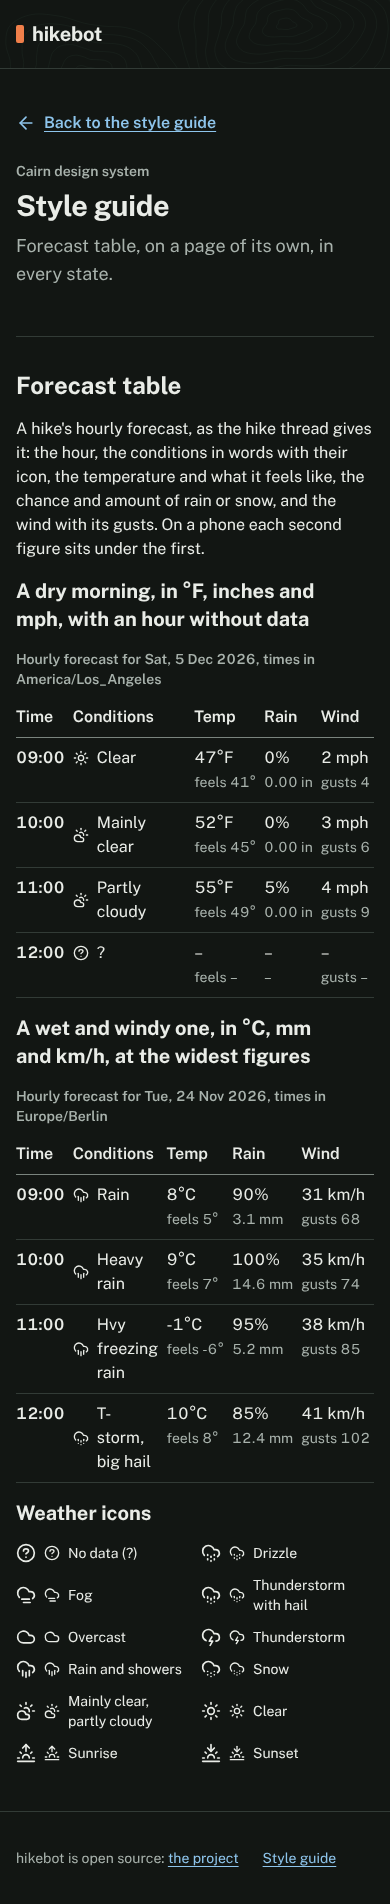 hikebot
Back to the style guide
Cairn design system
Style guide
Forecast table, on a page of its own, in
every state.
Forecast table
A hike's hourly forecast, as the hike thread gives
it: the hour, the conditions in words with their
icon, the temperature and what it feels like, the
chance and amount of rain or snow, and the
wind with its gusts. On a phone each second
figure sits under the first.
A dry morning, in °F, inches and
mph, with an hour without data
Hourly forecast for Sat, 5 Dec 2026, times in
America/Los_Angeles
Time Conditions Temp Rain Wind
09:00 Clear 47°F 0% 2 mph
feels 41° 0.00 in gusts 4
10:00 Mainly 52°F 0% 3 mph
clear feels 45° 0.00 in gusts 6
11:00 Partly 55°F 5% 4 mph
cloudy feels 49° 0.00 in gusts 9
12:00 ? – – –
feels – – gusts –
A wet and windy one, in °C, mm
and km/h, at the widest figures
Hourly forecast for Tue, 24 Nov 2026, times in
Europe/Berlin
Time Conditions Temp Rain Wind
09:00 Rain 8°C 90% 31 km/h
feels 5° 3.1 mm gusts 68
10:00 Heavy 9°C 100% 35 km/h
rain feels 7° 14.6 mm gusts 74
11:00 Hvy -1°C 95% 38 km/h
freezing feels -6° 5.2 mm gusts 85
rain
12:00 T- 10°C 85% 41 km/h
storm, feels 8° 12.4 mm gusts 102
big hail
Weather icons
No data (?) Drizzle
Fog Thunderstorm
with hail
Overcast Thunderstorm
Rain and showers Snow
Mainly clear, Clear
partly cloudy
Sunrise Sunset
hikebot is open source: the project Style guide